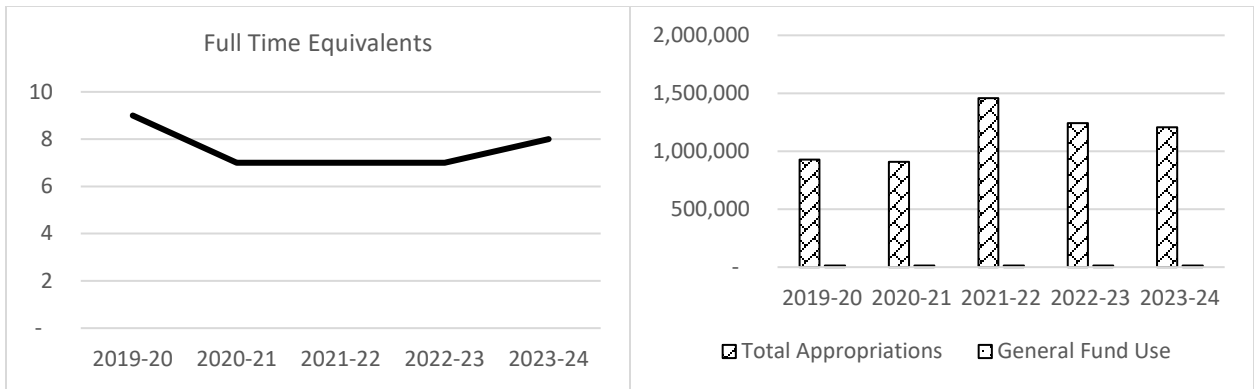 Full Time Equivalents
10
8
6
4
2
-
2019-20 2020-21 2021-22 2022-23 2023-24
2,000,000
1,500,000
1,000,000
500,000
-
2019-20 2020-21 2021-22 2022-23 2023-24
Total Appropriations General Fund Use